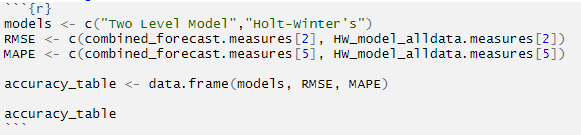 ```{r}
models <- c("Two Level Model","Holt-Winter's")
RMSE <- c(combined_forecast.measures[2], HW_model_alldata.measures[2])
MAPE <- c(combined_forecast.measures[5], HW_model_alldata.measures[5])
accuracy_table <- data.frame(models, RMSE, MAPE)
accuracy_table
```